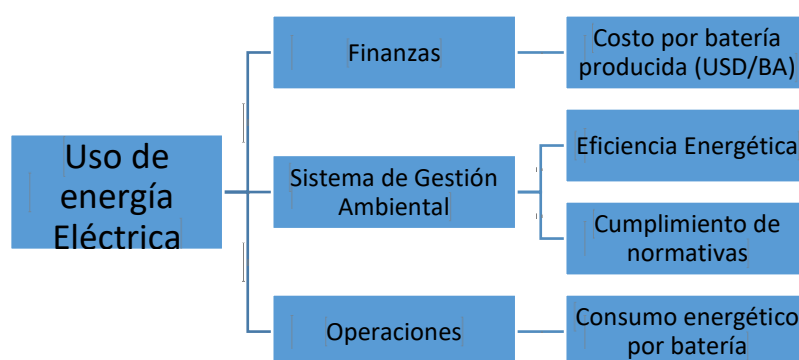 Uso de
energía
Eléctrica
Finanzas
Costo por batería
producida (USD/BA)
Sistema de Gestión
Ambiental
Eficiencia Energética
Cumplimiento de
normativas
Operaciones
Consumo energético
por batería